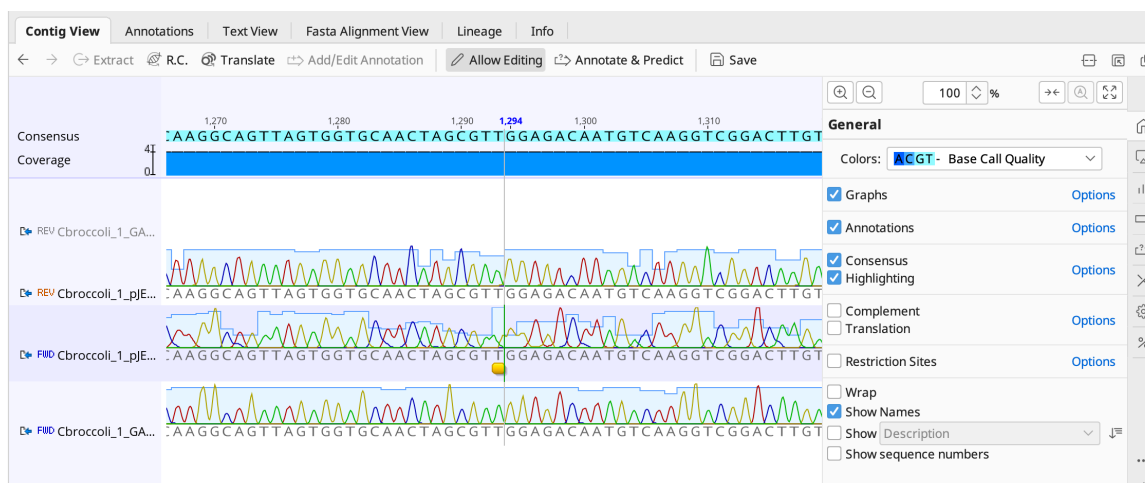 Contig View Annotations Text View Fasta Alignment View Lineage Info
Extract R.C. Translate Add/Edit Annotation Allow Editing Annotate & Predict Save
100 %
1,270 1,280 1,290 1,294 1,300 1,310
General
Consensus
CAAGGCAGTTAGTGGTGCAACTAGCGTTGGAGACAATGTCAAGGTCGGACTTGT
Coverage
4
0
Colors: ACGT - Base Call Quality
Graphs Options
Annotations Options
REV Cbroccoli_1_GA...
Consensus
Highlighting Options
REV Cbroccoli_1_pJE...
CAAGGCAGTTAGTGGTGCAACTAGCGTTGGAGACAATGTCAAGGTCGGACTTGT
Complement
Translation Options
FWD Cbroccoli_1_pJE...
CAAGGCAGTTAGTGGTGCAACTAGCGTTGGAGACAATGTCAAGGTCGGACTTGT
Restriction Sites Options
Wrap
Show Names
FWD Cbroccoli_1_GA...
CAAGGCAGTTAGTGGTGCAACTAGCGTTGGAGACAATGTCAAGGTCGGACTTGT
Show Description
Show sequence numbers